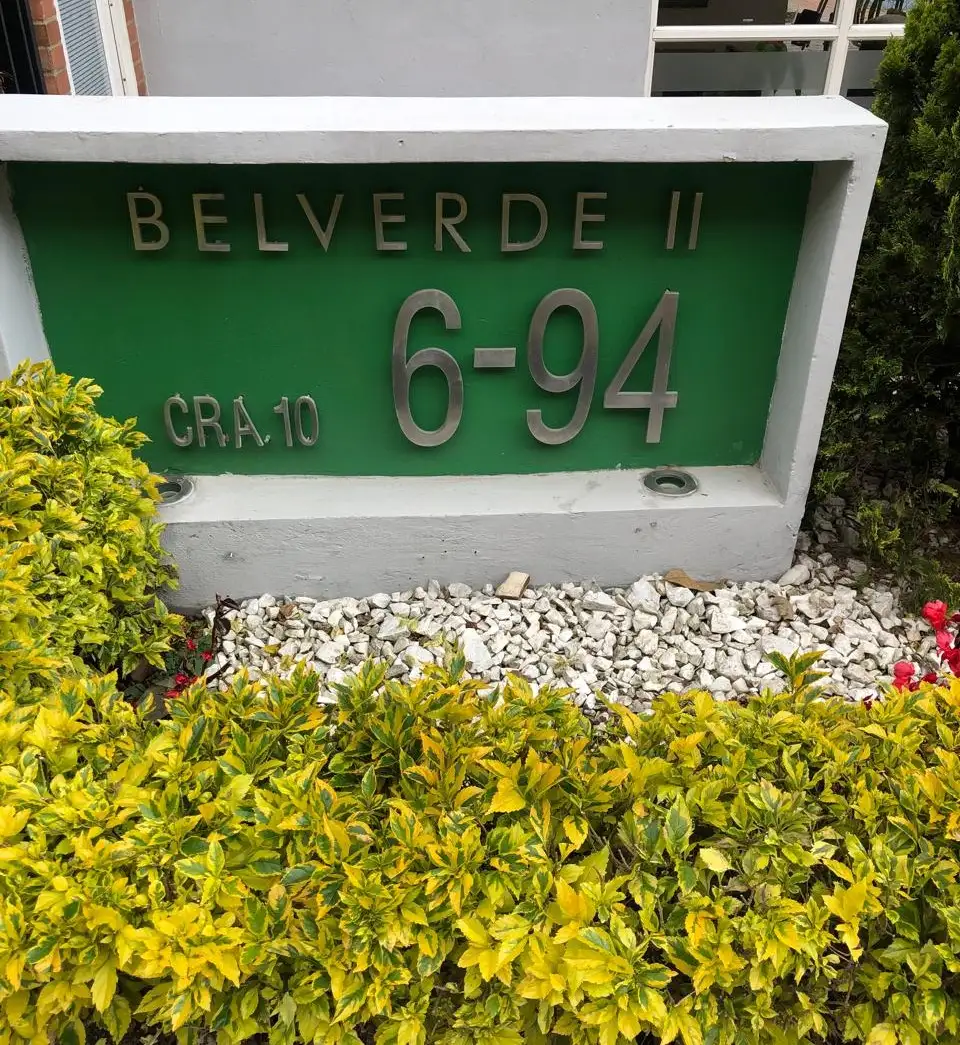 BELVERDE II
6-94
CRA. 10